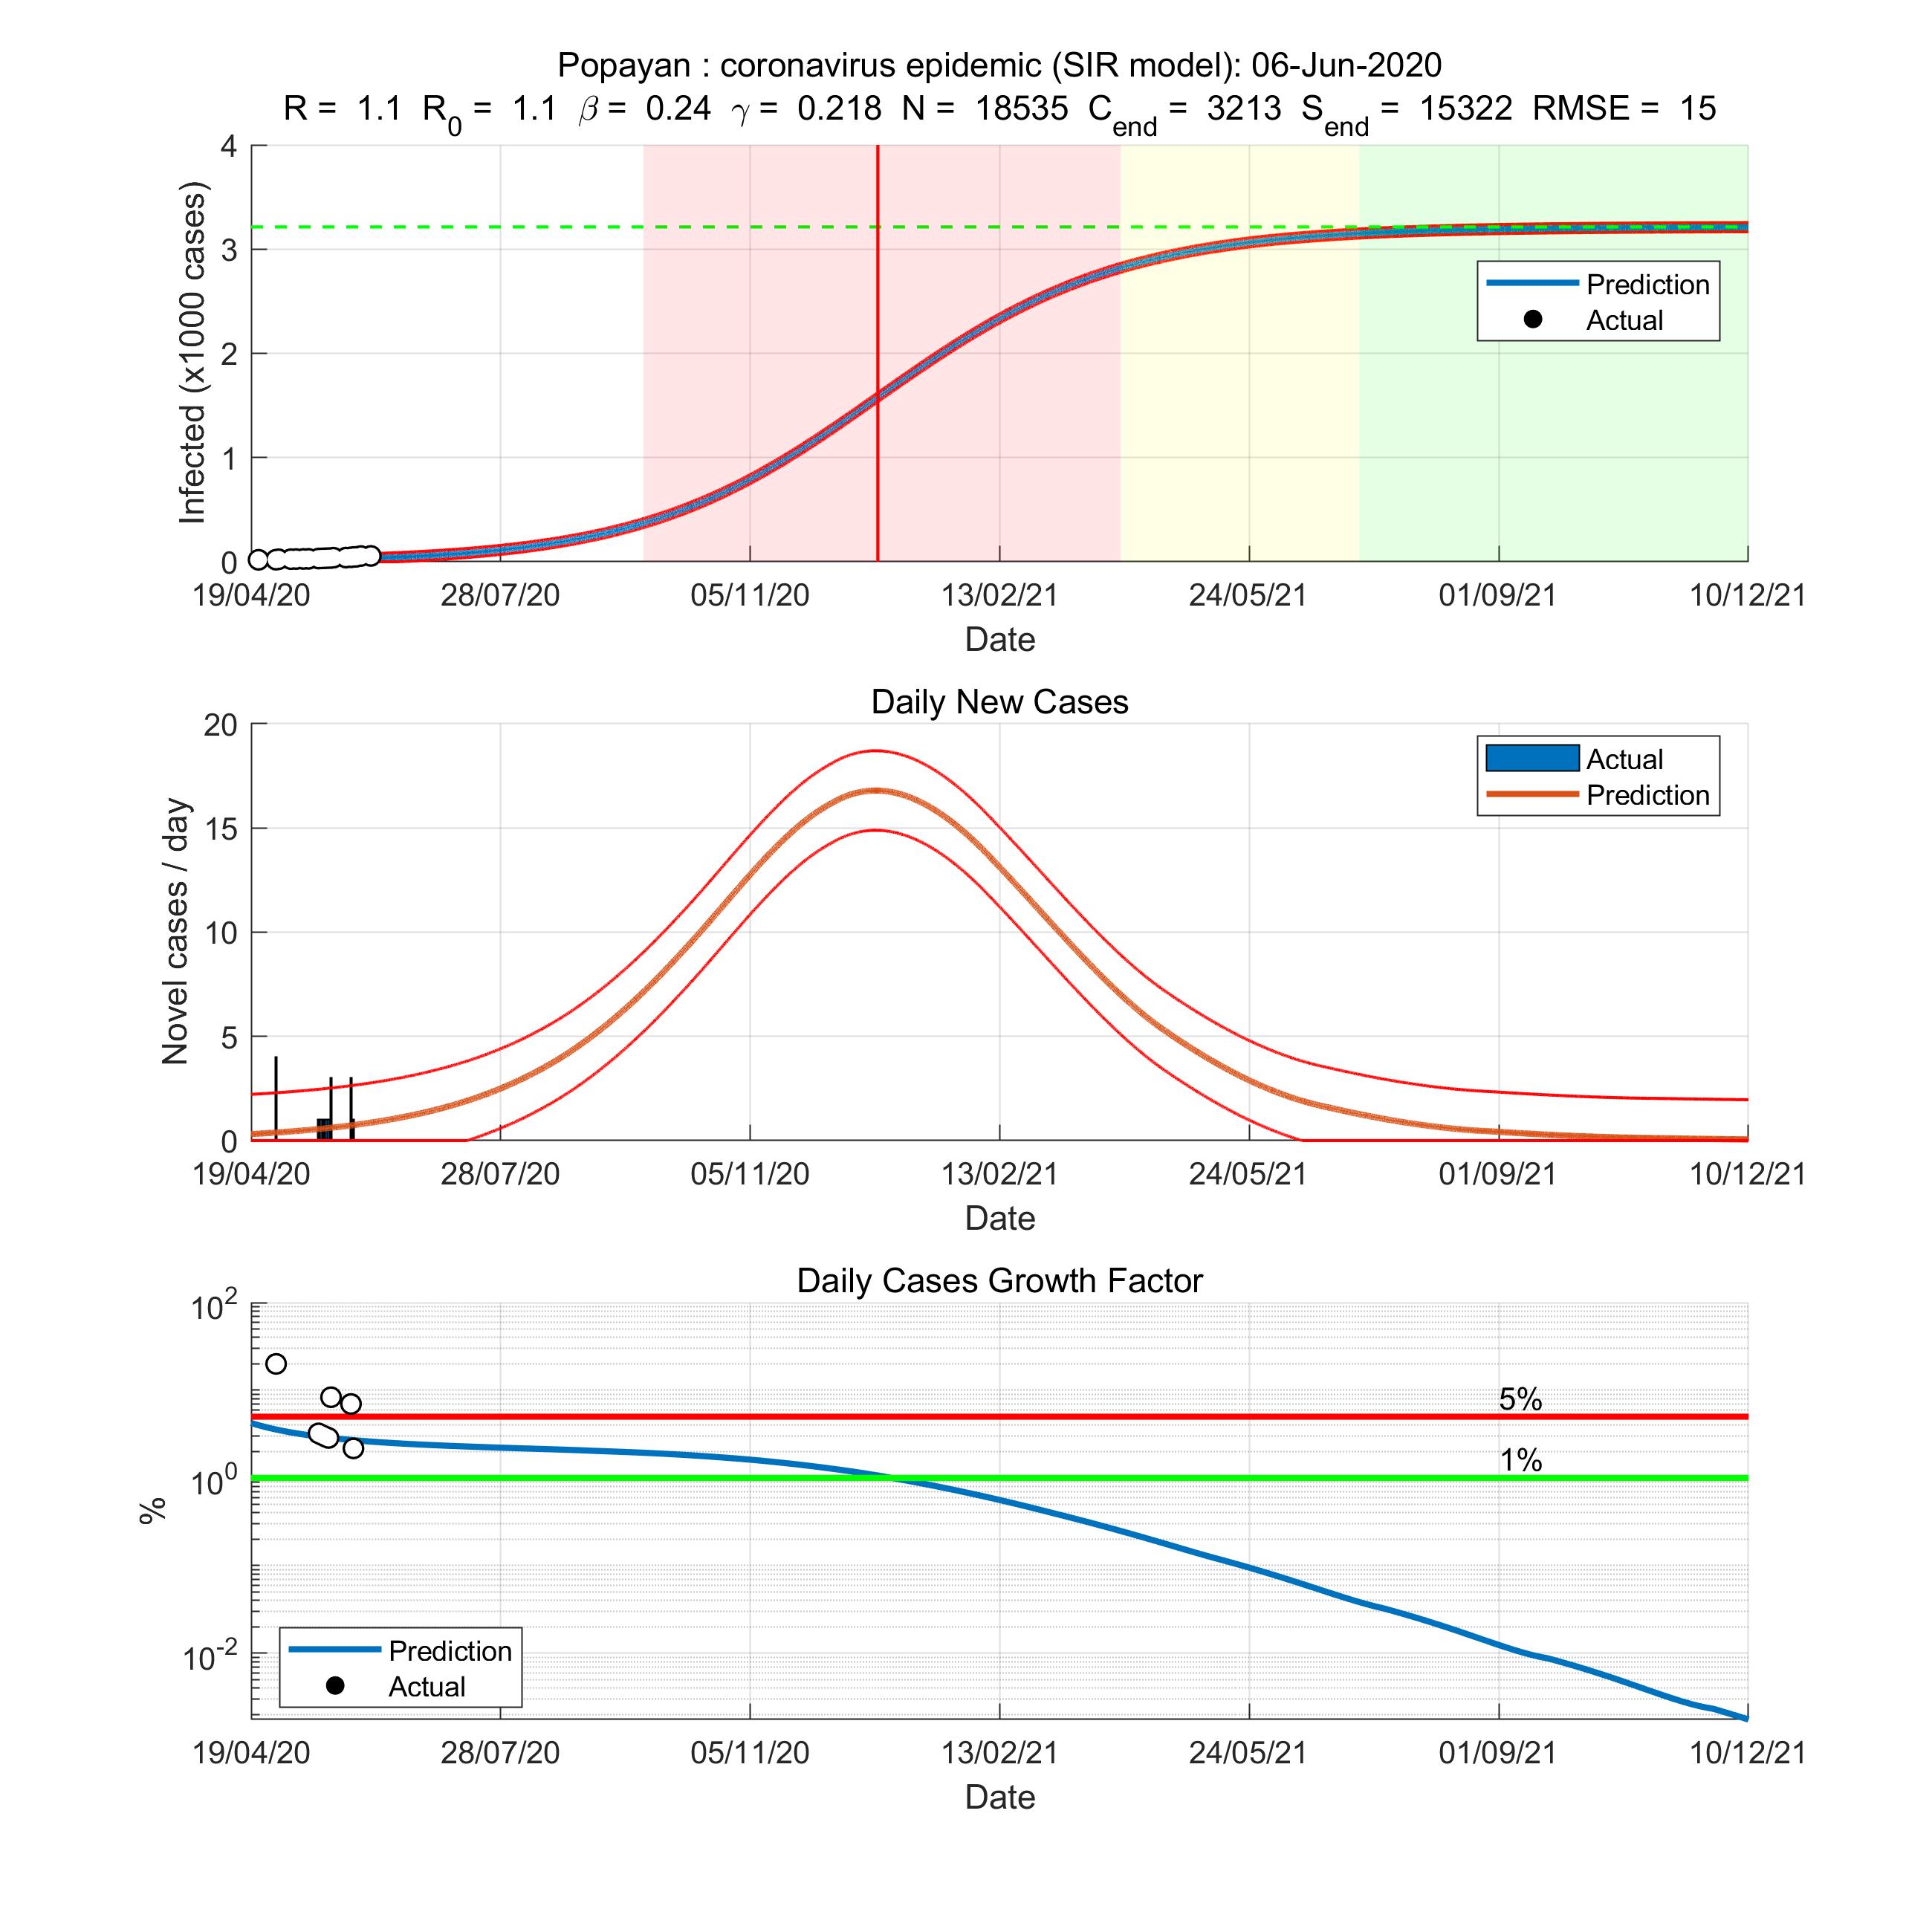 Popayan : coronavirus epidemic (SIR model): 06-Jun-2020
R = 1.1 R0 = 1.1 β = 0.24 γ = 0.218 N = 18535 Cend = 3213 Send = 15322 RMSE = 15
4
3
2
1
0
Infected (x1000 cases)
Prediction
Actual
19/04/20 28/07/20 05/11/20 13/02/21 24/05/21 01/09/21 10/12/21
Date
Daily New Cases
20
15
10
5
0
Novel cases / day
Actual
Prediction
19/04/20 28/07/20 05/11/20 13/02/21 24/05/21 01/09/21 10/12/21
Date
Daily Cases Growth Factor
10^2
10^0
10^-2
%
5%
1%
Prediction
Actual
19/04/20 28/07/20 05/11/20 13/02/21 24/05/21 01/09/21 10/12/21
Date